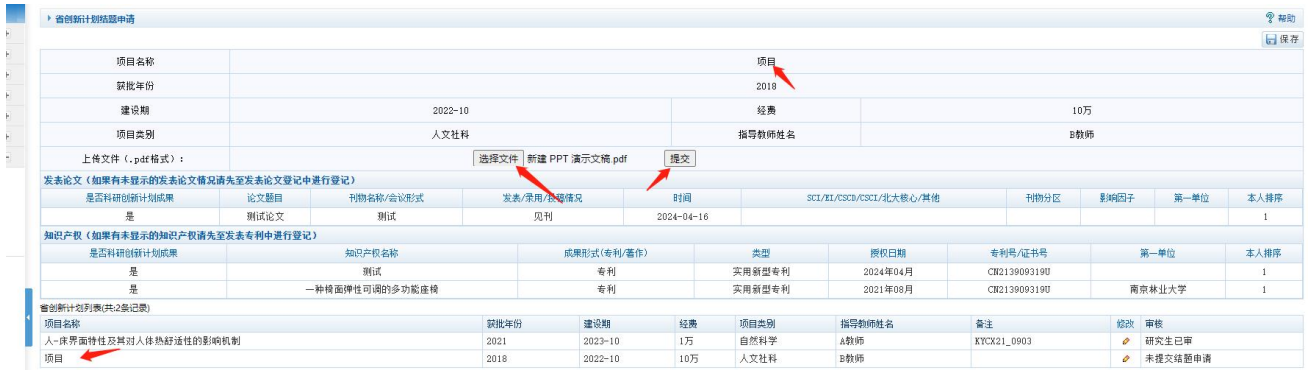 省创新计划结题申请 帮助
保存
项目名称 项目
获批年份 2018
建设期 2022-10 经费 10万
项目类别 人文社科 指导教师姓名 B教师
上传文件（.pdf格式）： 选择文件 新建 PPT 演示文稿.pdf 提交
发表论文（如果有未显示的发表论文情况请先至发表论文登记中进行登记）
是否科研创新计划成果 论文题目 刊物名称/会议形式 发表/录用/投稿情况 时间 SCI/EI/CSCD/CSCI/北大核心/其他 刊物分区 影响因子 第一单位 本人排序
是 测试论文 测试 见刊 2024-04-16 1
知识产权（如果有未显示的知识产权请先至发表专利中进行登记）
是否科研创新计划成果 知识产权名称 成果形式(专利/著作) 类型 授权日期 专利号/证书号 第一单位 本人排序
是 测试 专利 实用新型专利 2024年04月 CN213909319U 1
是 一种椅面弹性可调的多功能座椅 专利 实用新型专利 2021年08月 CN213909319U 南京林业大学 1
省创新计划列表(共:2条记录)
项目名称 获批年份 建设期 经费 项目类别 指导教师姓名 备注 修改 审核
人-床界面特性及其对人体热舒适性的影响机制 2021 2023-10 1万 自然科学 A教师 KYCX21_0903 研究生已审
项目 2018 2022-10 10万 人文社科 B教师 未提交结题申请